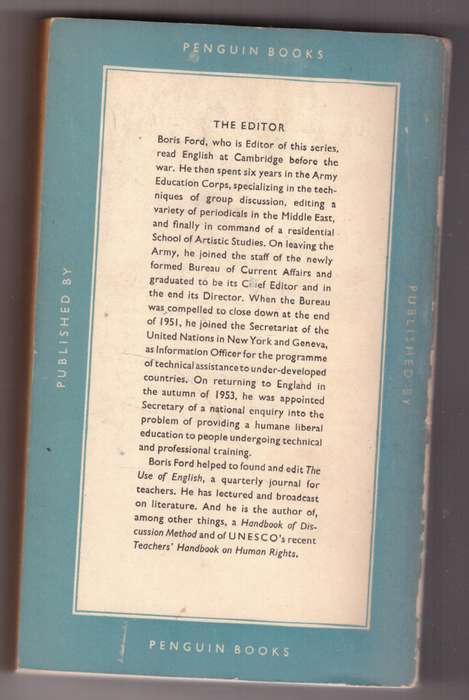 PENGUIN BOOKS
PUBLISHED BY
THE EDITOR
Boris Ford, who is Editor of this series,
read English at Cambridge before the
war. He then spent six years in the Army
Education Corps, specializing in the tech-
niques of group discussion, editing a
variety of periodicals in the Middle East,
and finally in command of a residential
School of Artistic Studies. On leaving the
Army, he joined the staff of the newly
formed Bureau of Current Affairs and
graduated to be its Chief Editor and in
the end its Director. When the Bureau
was compelled to close down at the end
of 1951, he joined the Secretariat of the
United Nations in New York and Geneva,
as Information Officer for the programme
of technical assistance to under-developed
countries. On returning to England in
the autumn of 1953, he was appointed
Secretary of a national enquiry into the
problem of providing a humane liberal
education to people undergoing technical
and professional training.
Boris Ford helped to found and edit The
Use of English, a quarterly journal for
teachers. He has lectured and broadcast
on literature. And he is the author of,
among other things, a Handbook of Dis-
cussion Method and of UNESCO's recent
Teachers' Handbook on Human Rights.
PUBLISHED BY
PENGUIN BOOKS